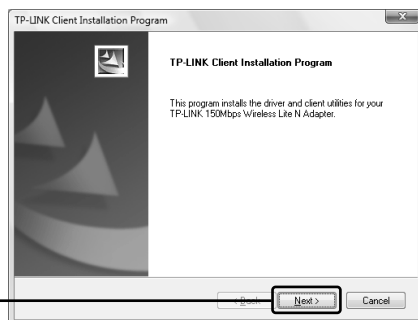 TP-LINK Client Installation Program
TP-LINK Client Installation Program
This program installs the driver and client utilities for your
TP-LINK 150Mbps Wireless Lite N Adapter.
< Back
Next >
Cancel